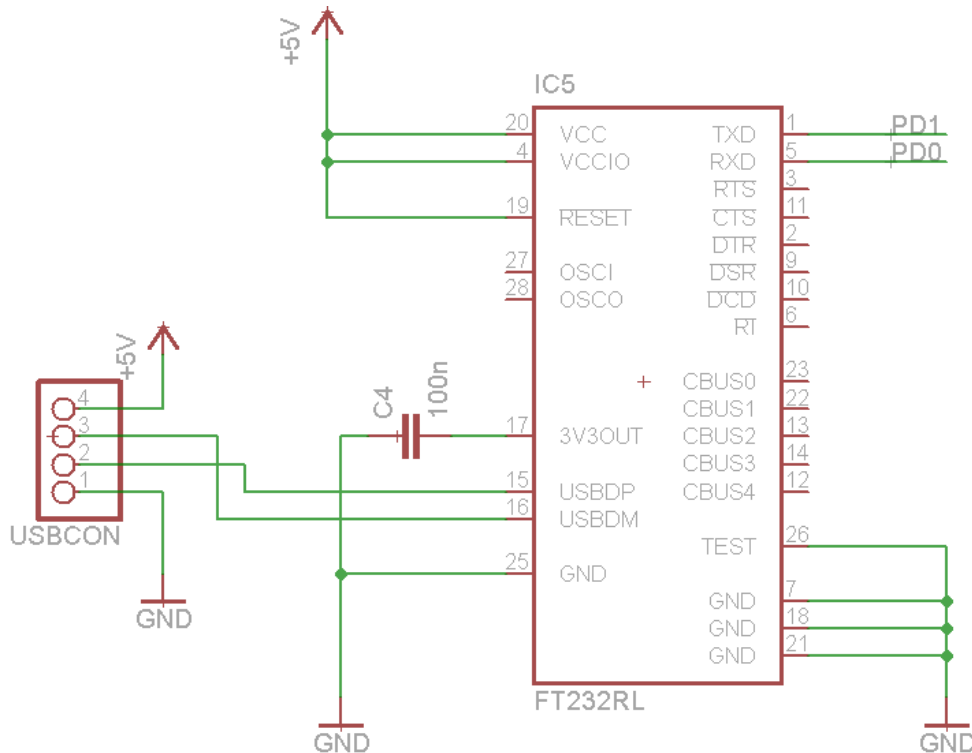 +5V
IC5
20 VCC TXD 1 PD1
4 VCCIO RXD 5 PD0
RTS 3
19 RESET CTS 11
DTR 2
27 OSCI DSR 9
28 OSCO DCD 10
RI 6
+5V
CBUS0 23
4 C4 100n CBUS1 22
3 17 3V3OUT CBUS2 13
2 CBUS3 14
1 15 USBDP CBUS4 12
USBCON 16 USBDM
TEST 26
25 GND
GND 7
GND GND 18
GND 21
FT232RL
GND GND